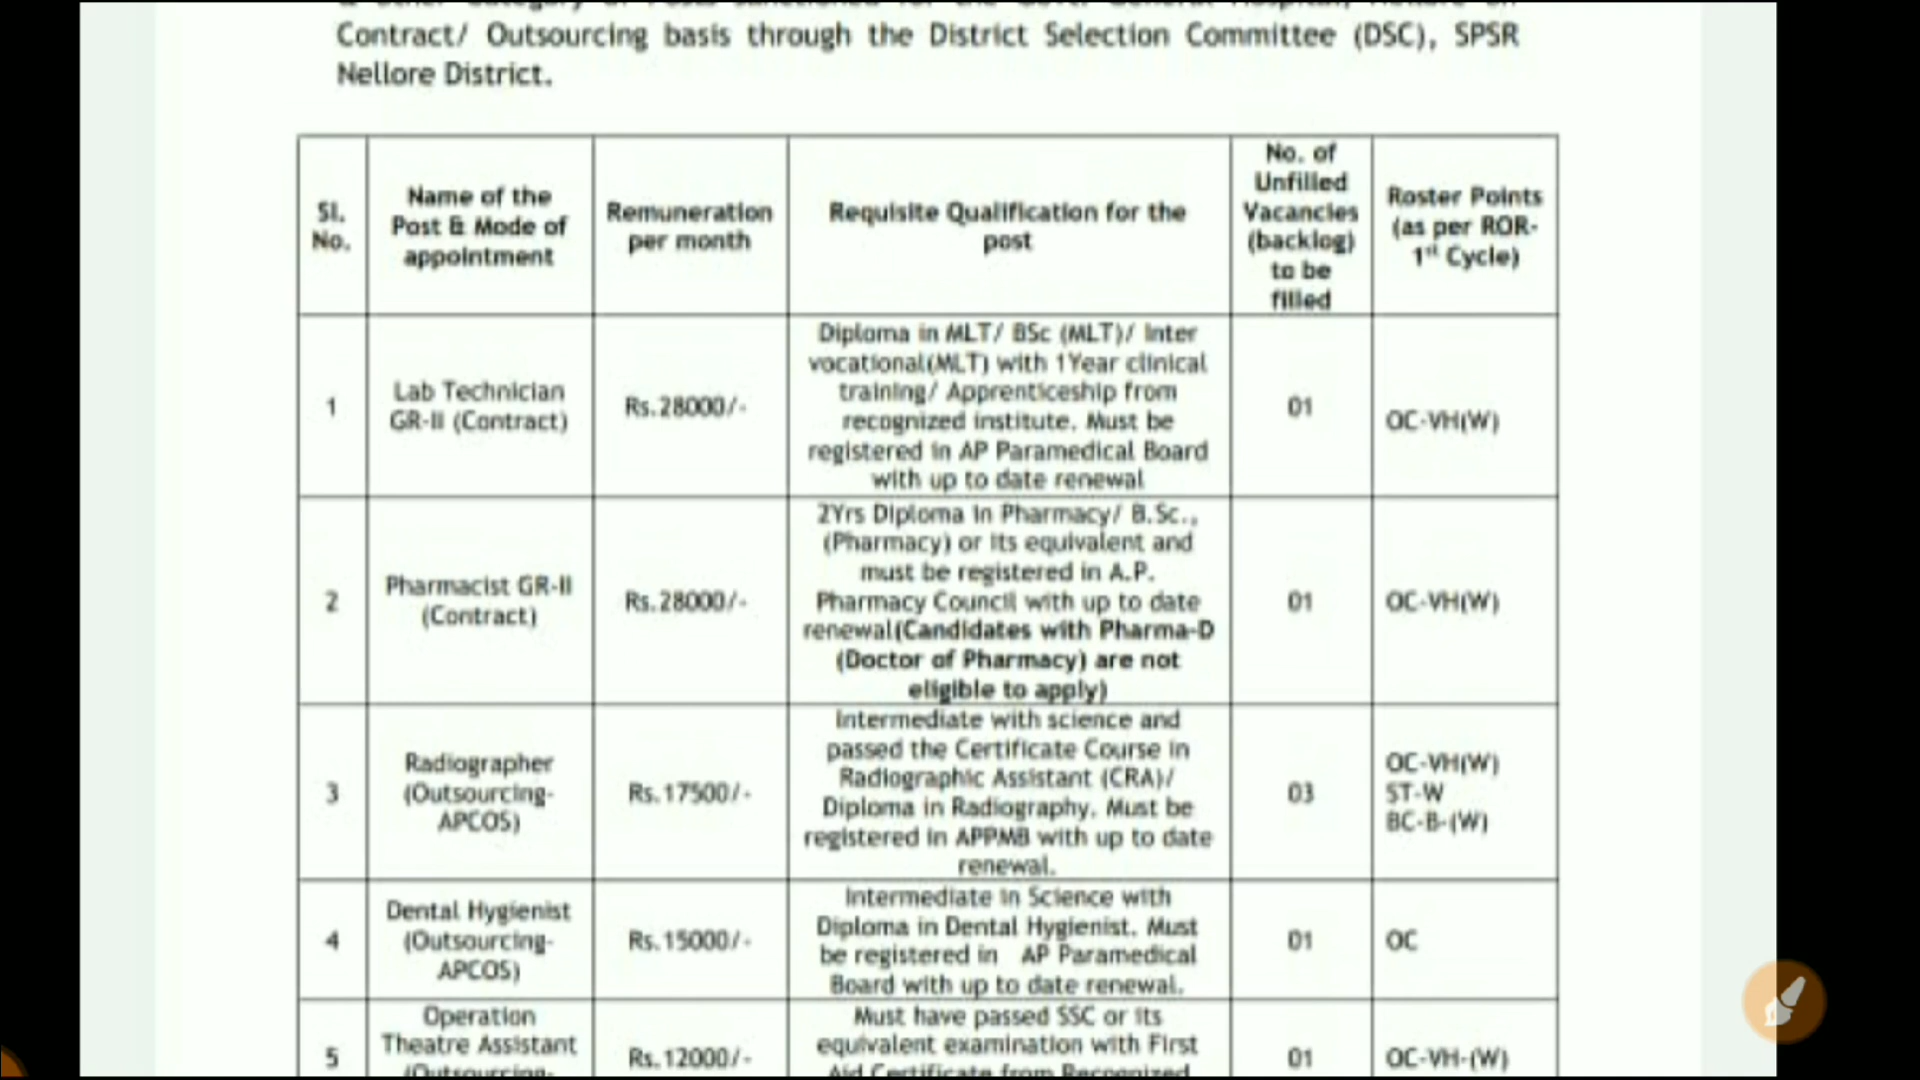 Contract/ Outsourcing basis through the District Selection Committee (DSC), SPSR
Nellore District.
Sl.
No.
Name of the
Post & Mode of
appointment
Remuneration
per month
Requisite Qualification for the
post
No. of
Unfilled
Vacancies
(backlog)
to be
filled
Roster Points
(as per ROR-
1st Cycle)
1
Lab Technician
GR-II (Contract)
Rs.28000/-
Diploma in MLT/ BSc (MLT)/ Inter
vocational(MLT) with 1Year clinical
training/ Apprenticeship from
recognized institute. Must be
registered in AP Paramedical Board
with up to date renewal
01
OC-VH(W)
2
Pharmacist GR-II
(Contract)
Rs.28000/-
2Yrs Diploma in Pharmacy/ B.Sc.,
(Pharmacy) or its equivalent and
must be registered in A.P.
Pharmacy Council with up to date
renewal(Candidates with Pharma-D
(Doctor of Pharmacy) are not
eligible to apply)
01
OC-VH(W)
3
Radiographer
(Outsourcing-
APCOS)
Rs.17500/-
Intermediate with science and
passed the Certificate Course in
Radiographic Assistant (CRA)/
Diploma in Radiography. Must be
registered in APPMB with up to date
renewal.
03
OC-VH(W)
ST-W
BC-B-(W)
4
Dental Hygienist
(Outsourcing-
APCOS)
Rs.15000/-
Intermediate in Science with
Diploma in Dental Hygienist. Must
be registered in AP Paramedical
Board with up to date renewal.
01
OC
5
Operation
Theatre Assistant
(Outsourcing-
Rs.12000/-
Must have passed SSC or its
equivalent examination with First
Aid Certificate from Recognized
01
OC-VH-(W)